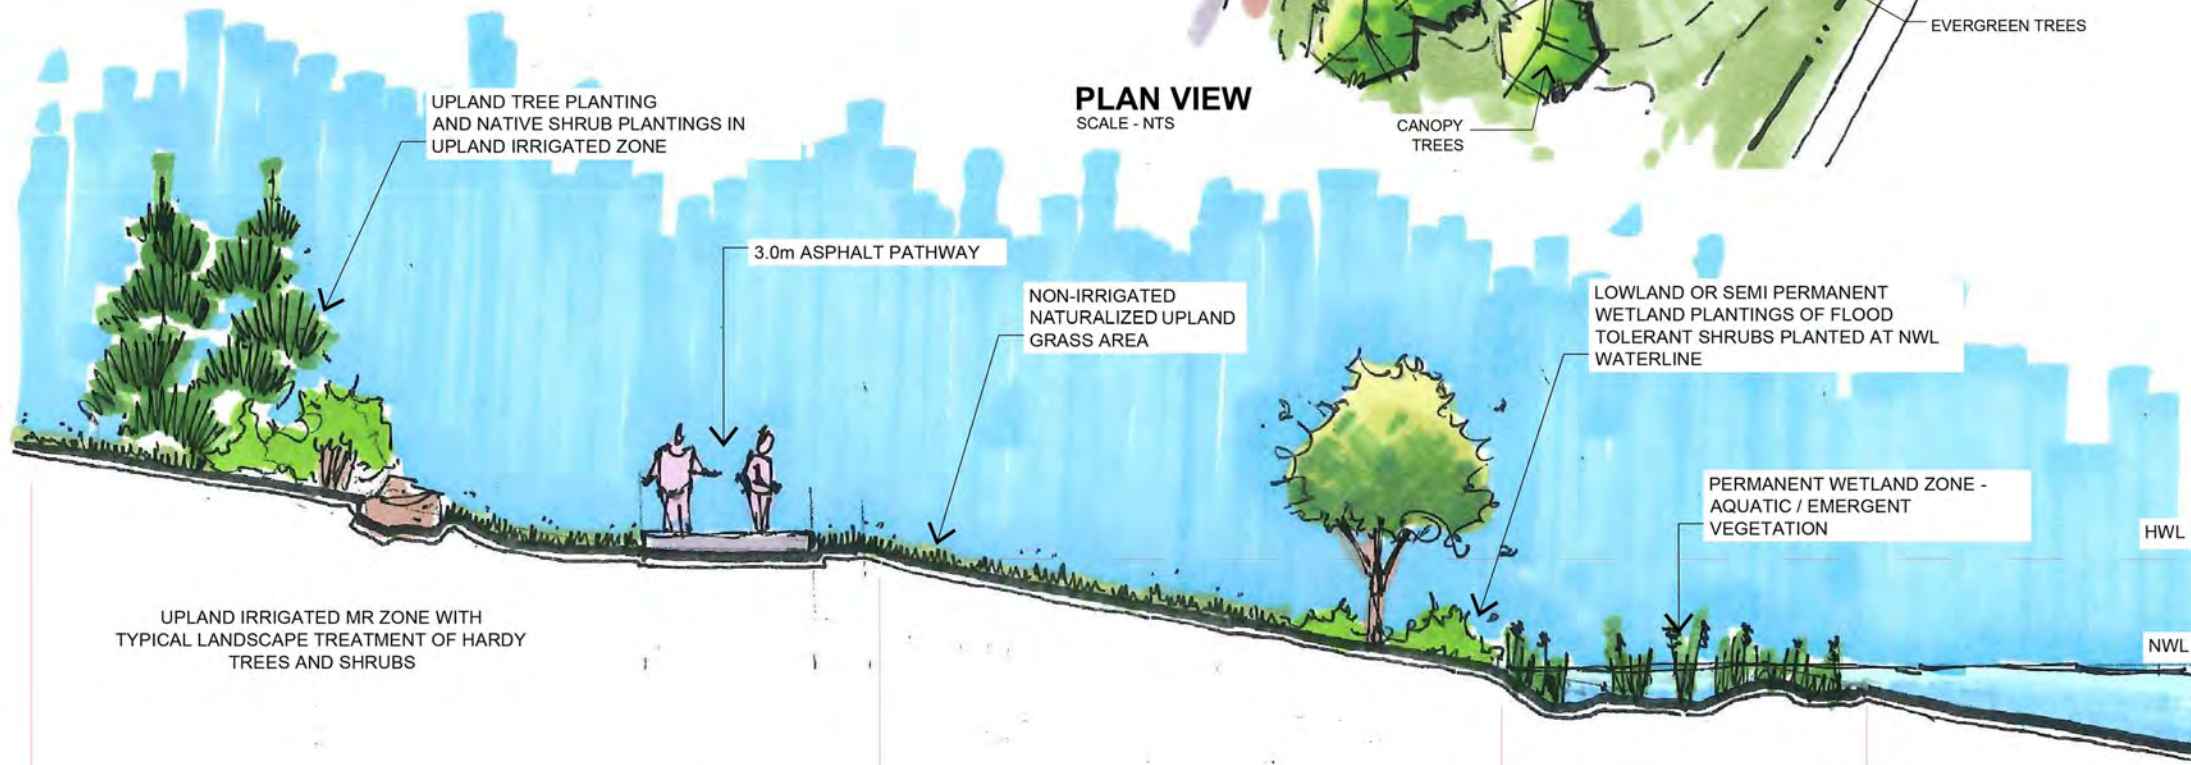 EVERGREEN TREES
PLAN VIEW
SCALE - NTS
CANOPY
TREES
UPLAND TREE PLANTING
AND NATIVE SHRUB PLANTINGS IN
UPLAND IRRIGATED ZONE
3.0m ASPHALT PATHWAY
NON-IRRIGATED
NATURALIZED UPLAND
GRASS AREA
LOWLAND OR SEMI PERMANENT
WETLAND PLANTINGS OF FLOOD
TOLERANT SHRUBS PLANTED AT NWL
WATERLINE
PERMANENT WETLAND ZONE -
AQUATIC / EMERGENT
VEGETATION
HWL
NWL
UPLAND IRRIGATED MR ZONE WITH
TYPICAL LANDSCAPE TREATMENT OF HARDY
TREES AND SHRUBS